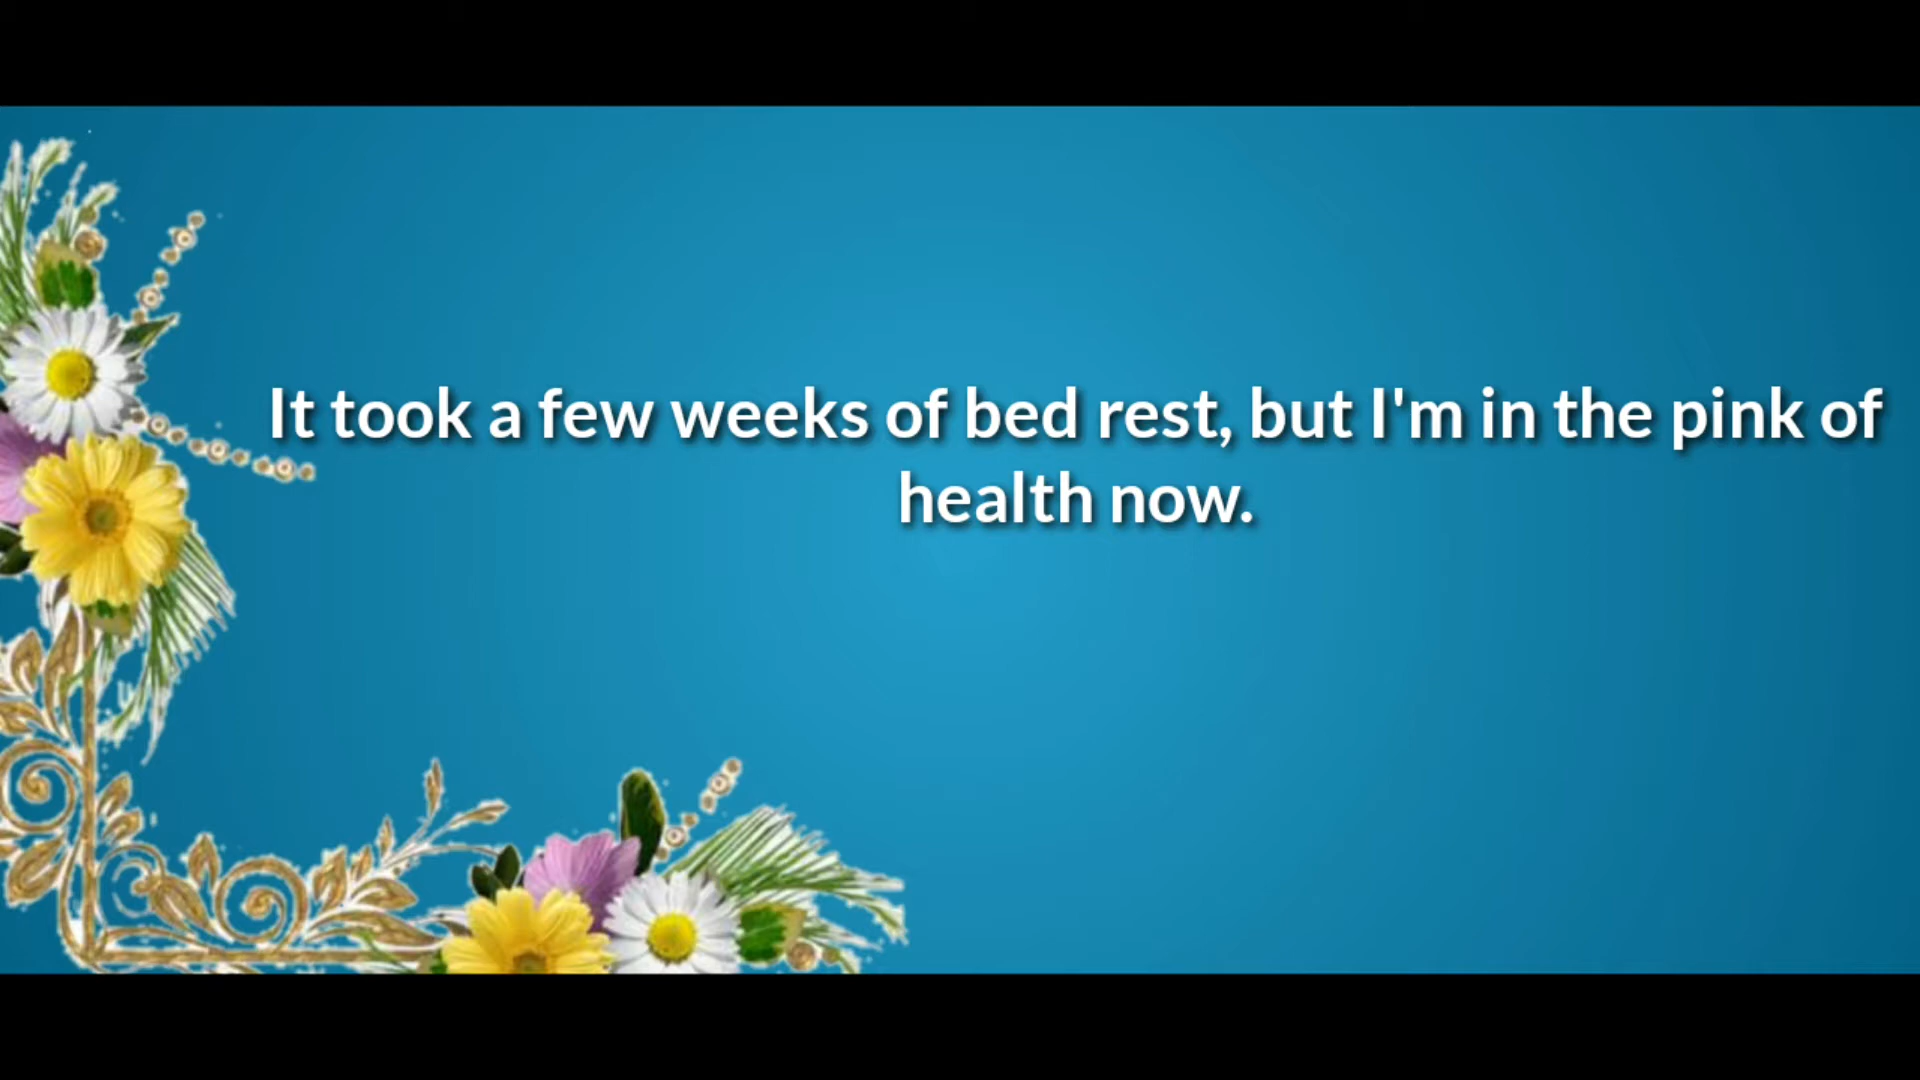 It took a few weeks of bed rest, but I'm in the pink of
health now.